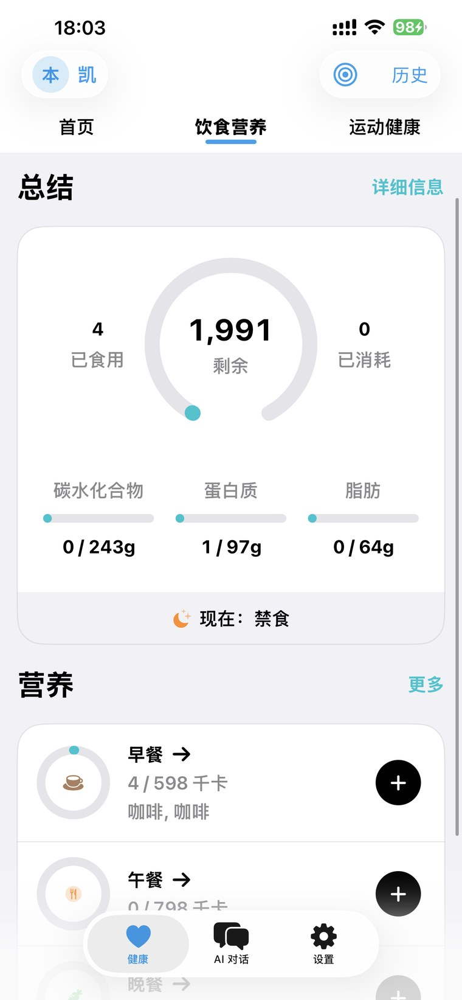 18:03
98
本 凯
历史
首页 饮食营养 运动健康
总结 详细信息
4
已食用
1,991
剩余
0
已消耗
碳水化合物 蛋白质 脂肪
0 / 243g 1 / 97g 0 / 64g
现在：禁食
营养 更多
早餐 →
4 / 598 千卡
咖啡, 咖啡
午餐 →
0 / 798 千卡
健康 AI 对话 设置
晚餐 →